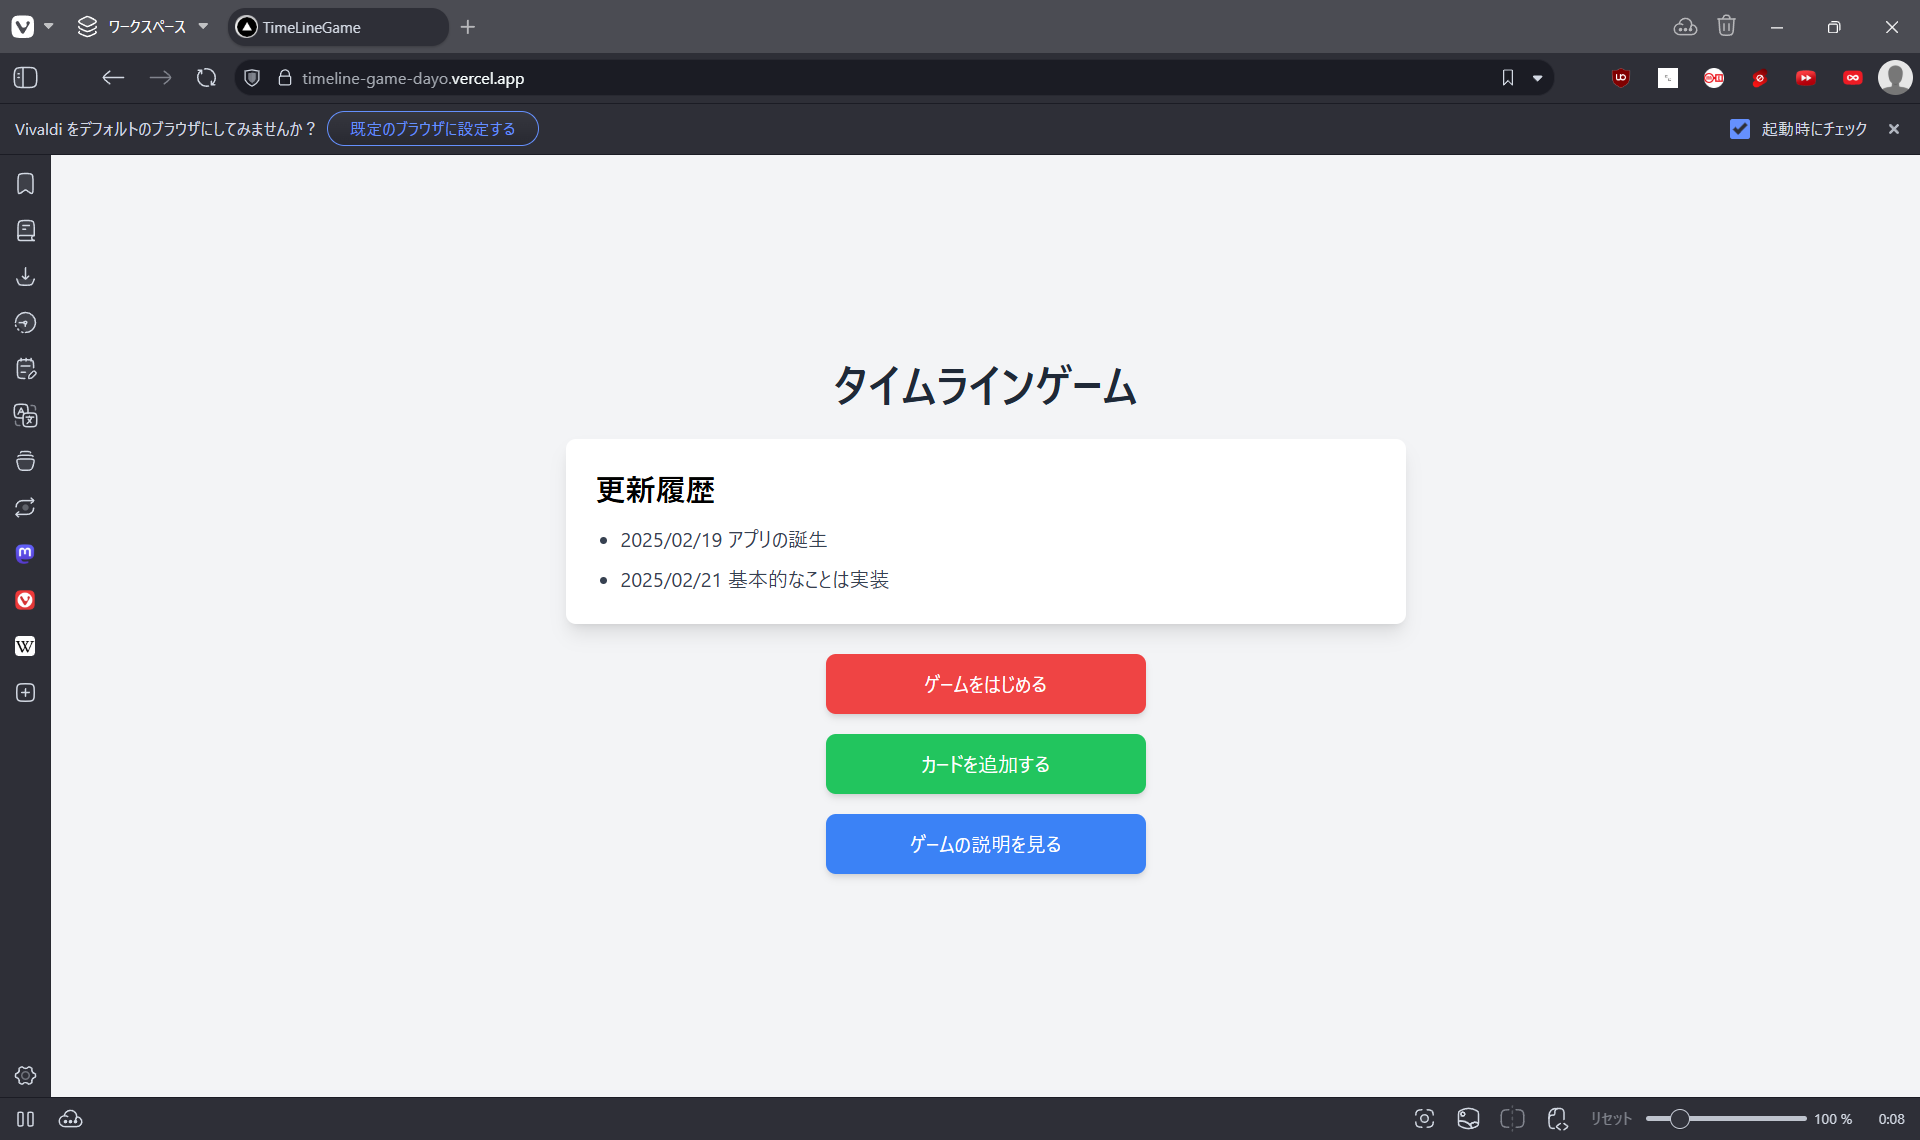 ワークスペース
TimeLineGame
timeline-game-dayo.vercel.app
Vivaldi をデフォルトのブラウザにしてみませんか？
既定のブラウザに設定する
起動時にチェック
タイムラインゲーム
更新履歴
2025/02/19 アプリの誕生
2025/02/21 基本的なことは実装
ゲームをはじめる
カードを追加する
ゲームの説明を見る
リセット
100 %
0:08